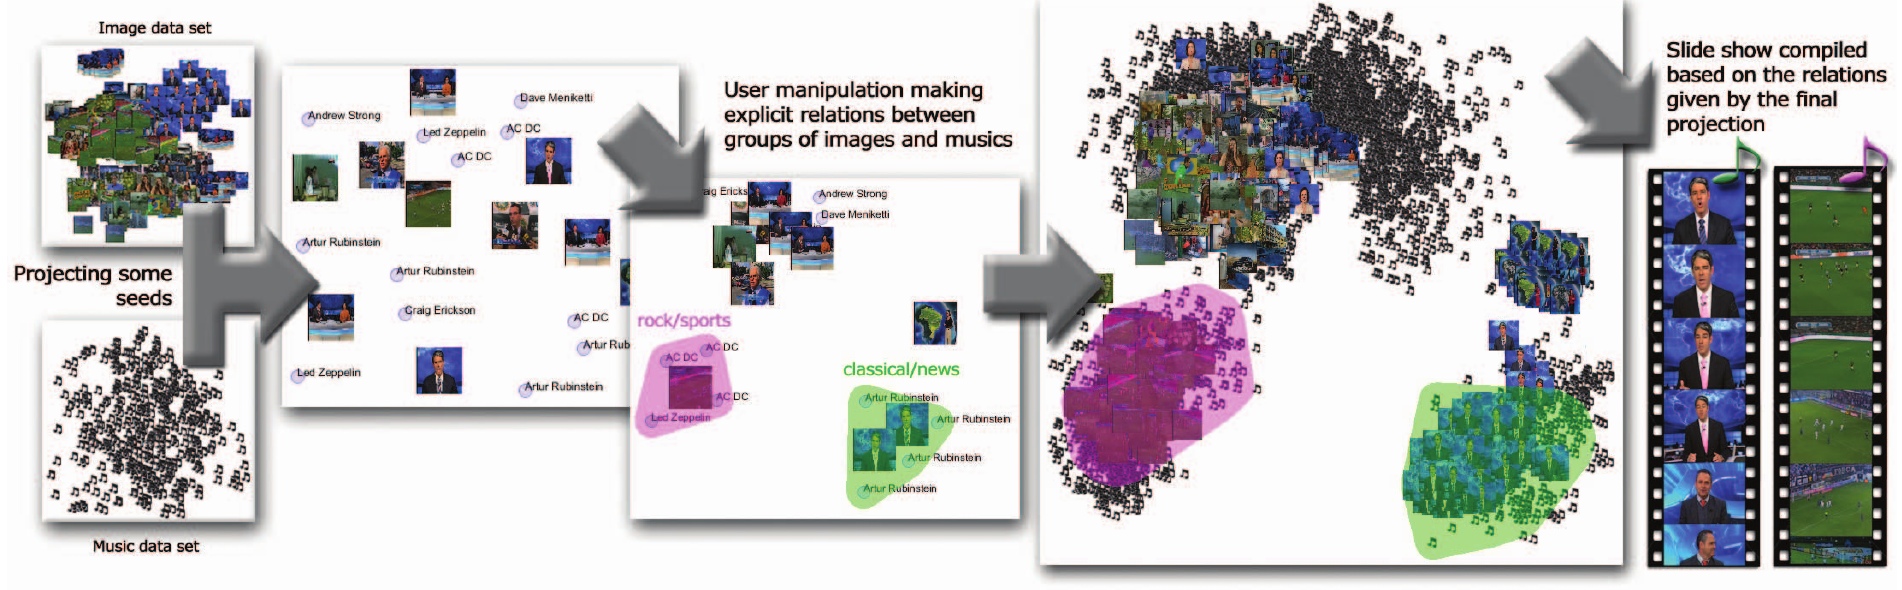 Image data set
Projecting some
seeds
Music data set
Andrew Strong
Dave Meniketti
Led Zeppelin
AC DC
AC DC
Artur Rubinstein
Artur Rubinstein
Craig Erickson
AC DC
Artur Rub
Led Zeppelin
Artur Rubinstein
User manipulation making
explicit relations between
groups of images and musics
aig Ericks
Andrew Strong
Dave Meniketti
rock/sports
AC DC
AC DC
AC DC
Led Zeppelin
classical/news
Artur Rubinstein
Artur Rubinstein
Artur Rubinstein
Artur Rubinstein
Slide show compiled
based on the relations
given by the final
projection